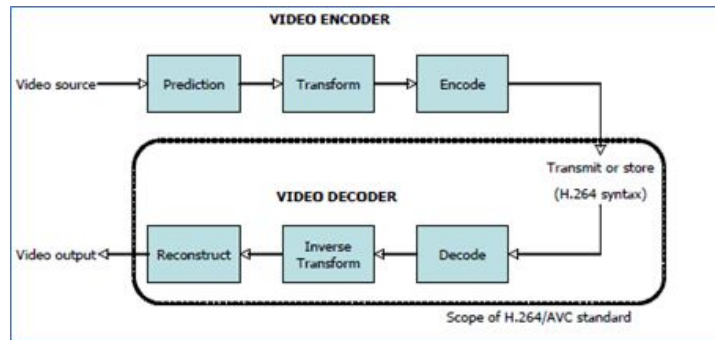 VIDEO ENCODER
Video source
Prediction
Transform
Encode
Transmit or store
(H.264 syntax)
VIDEO DECODER
Video output
Reconstruct
Inverse
Transform
Decode
Scope of H.264/AVC standard